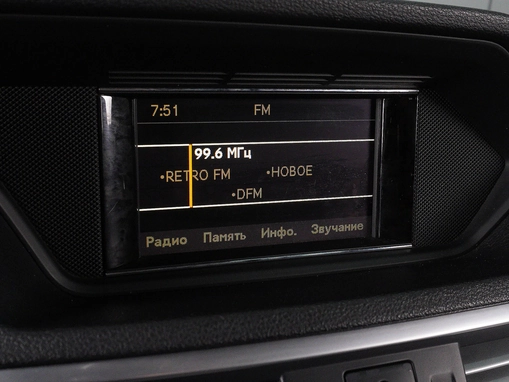 7:51 FM
99.6 МГц
•RETRO FM •НОВОЕ
•DFM
Радио Память Инфо. Звучание